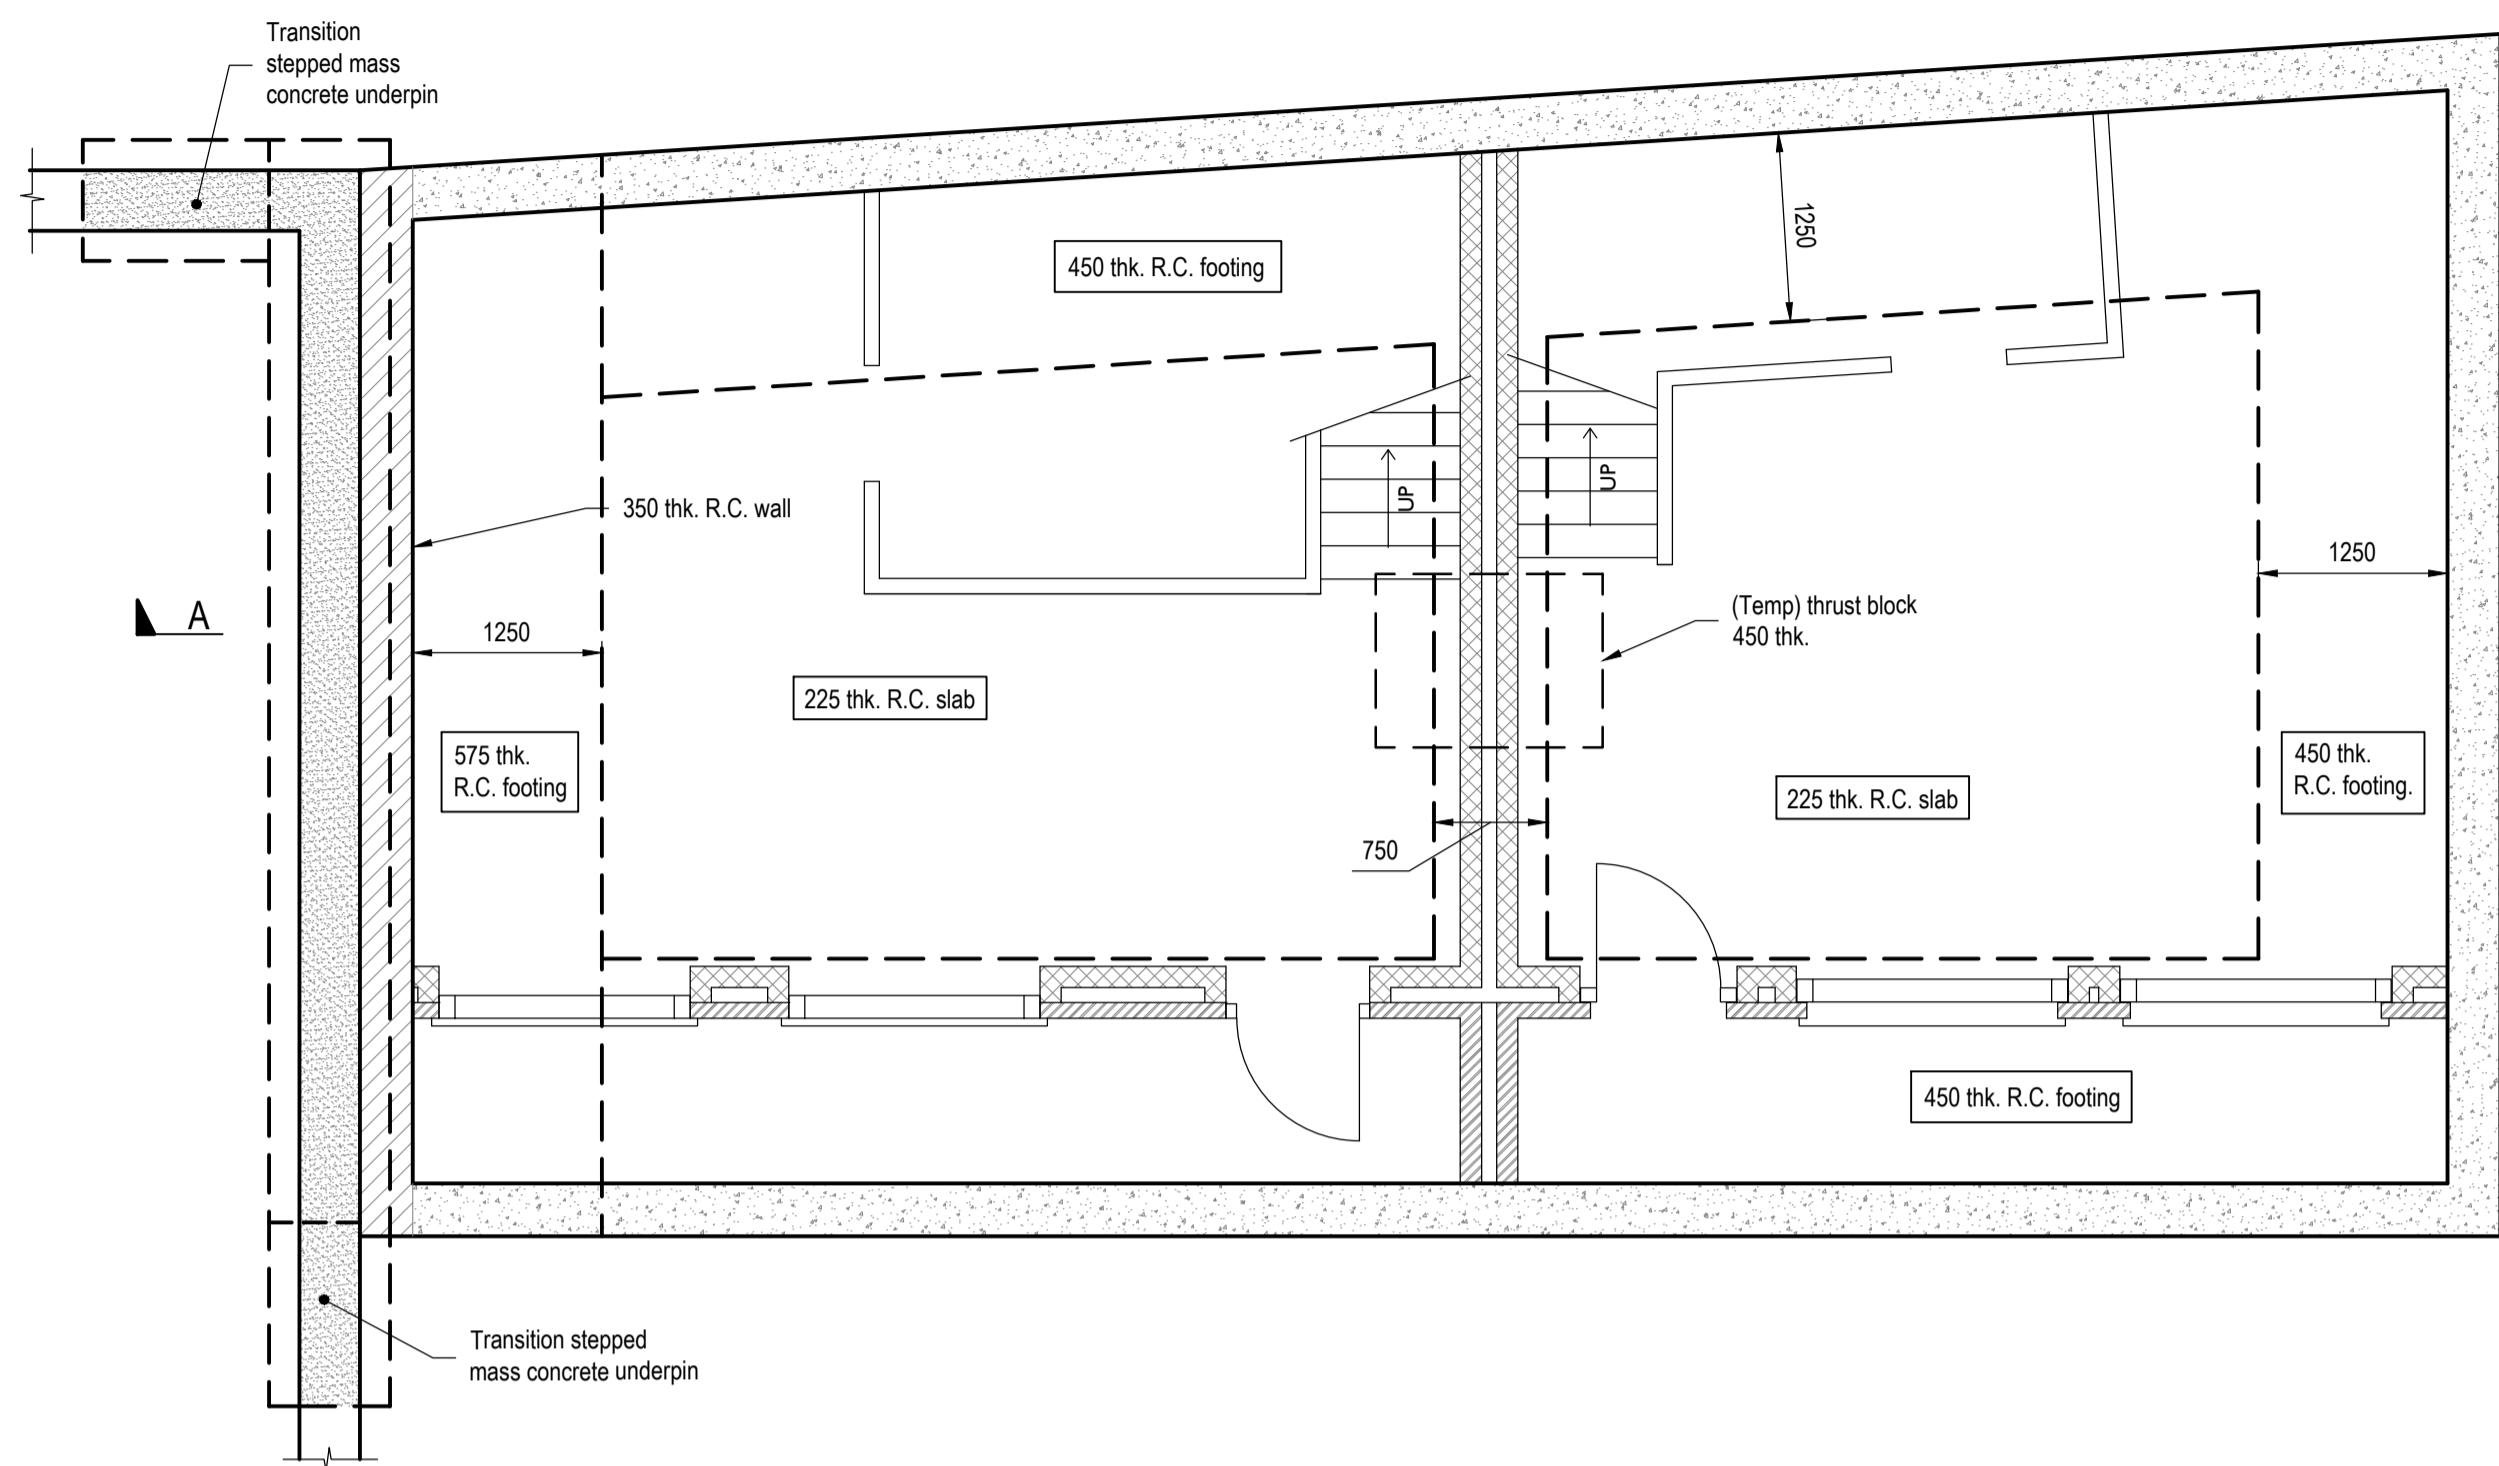 Transition
stepped mass
concrete underpin
1250
450 thk. R.C. footing
350 thk. R.C. wall
UP
UP
1250
A
1250
(Temp) thrust block
450 thk.
225 thk. R.C. slab
575 thk.
R.C. footing
450 thk.
R.C. footing.
225 thk. R.C. slab
750
450 thk. R.C. footing
Transition stepped
mass concrete underpin